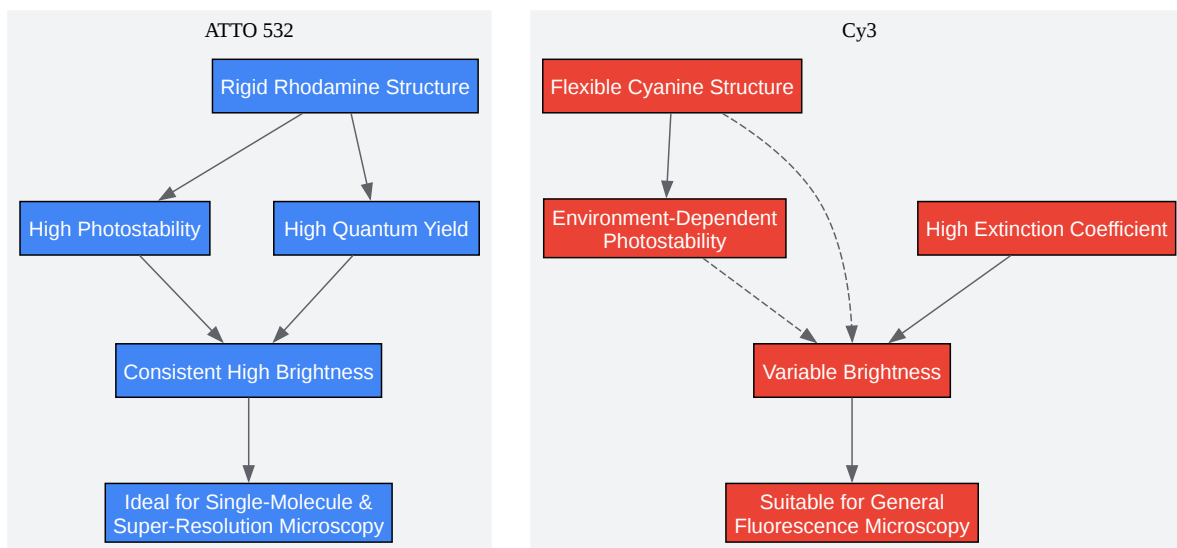 ATTO 532
Rigid Rhodamine Structure
High Photostability
High Quantum Yield
Consistent High Brightness
Ideal for Single-Molecule &
Super-Resolution Microscopy
Cy3
Flexible Cyanine Structure
Environment-Dependent
Photostability
High Extinction Coefficient
Variable Brightness
Suitable for General
Fluorescence Microscopy